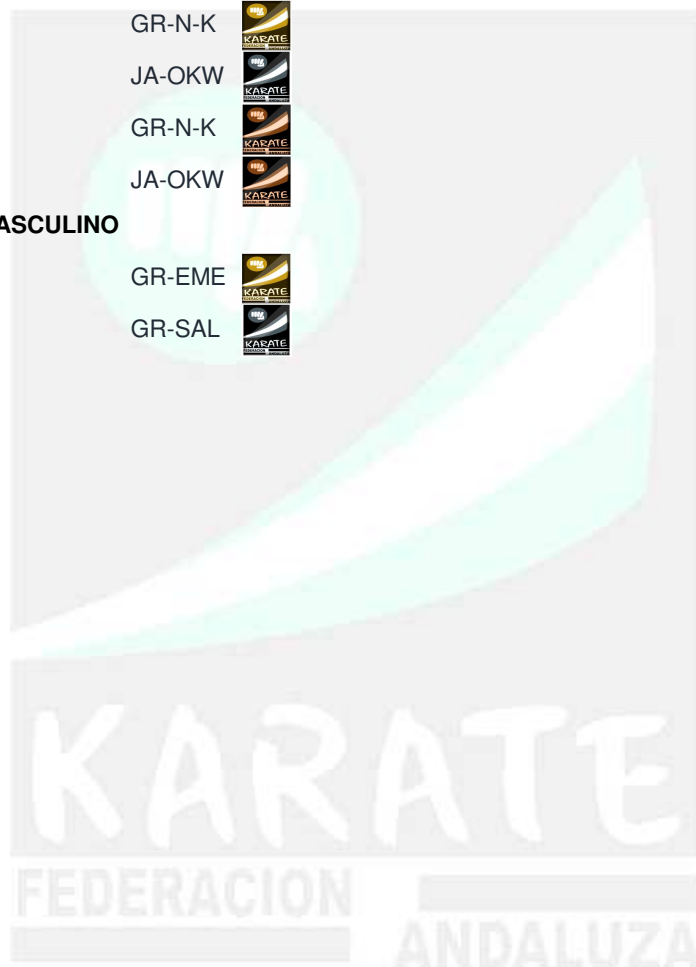 GR-N-K
JA-OKW
GR-N-K
JA-OKW
ASCULINO
GR-EME
GR-SAL
KARATE
FEDERACION
ANDALUZA